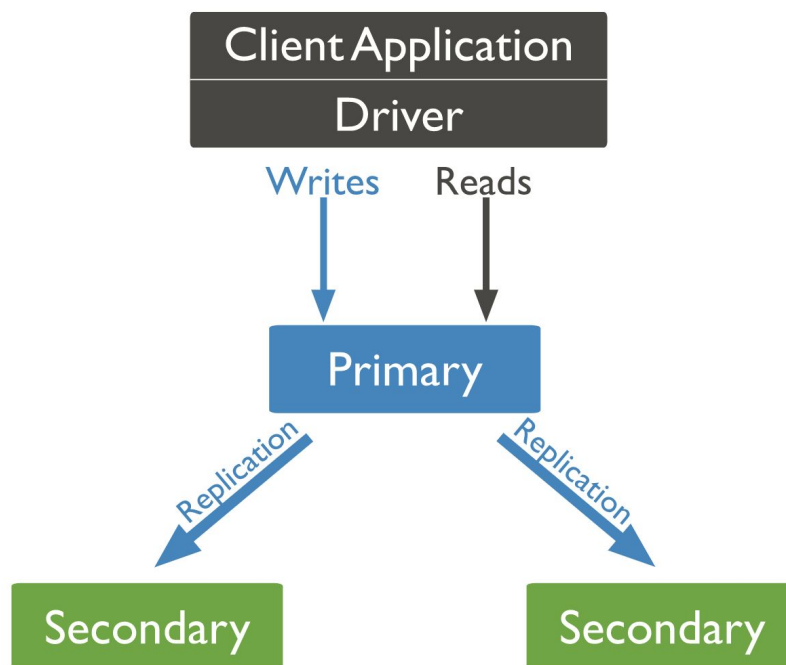 Client Application
Driver
Writes Reads
Primary
Replication Replication
Secondary Secondary